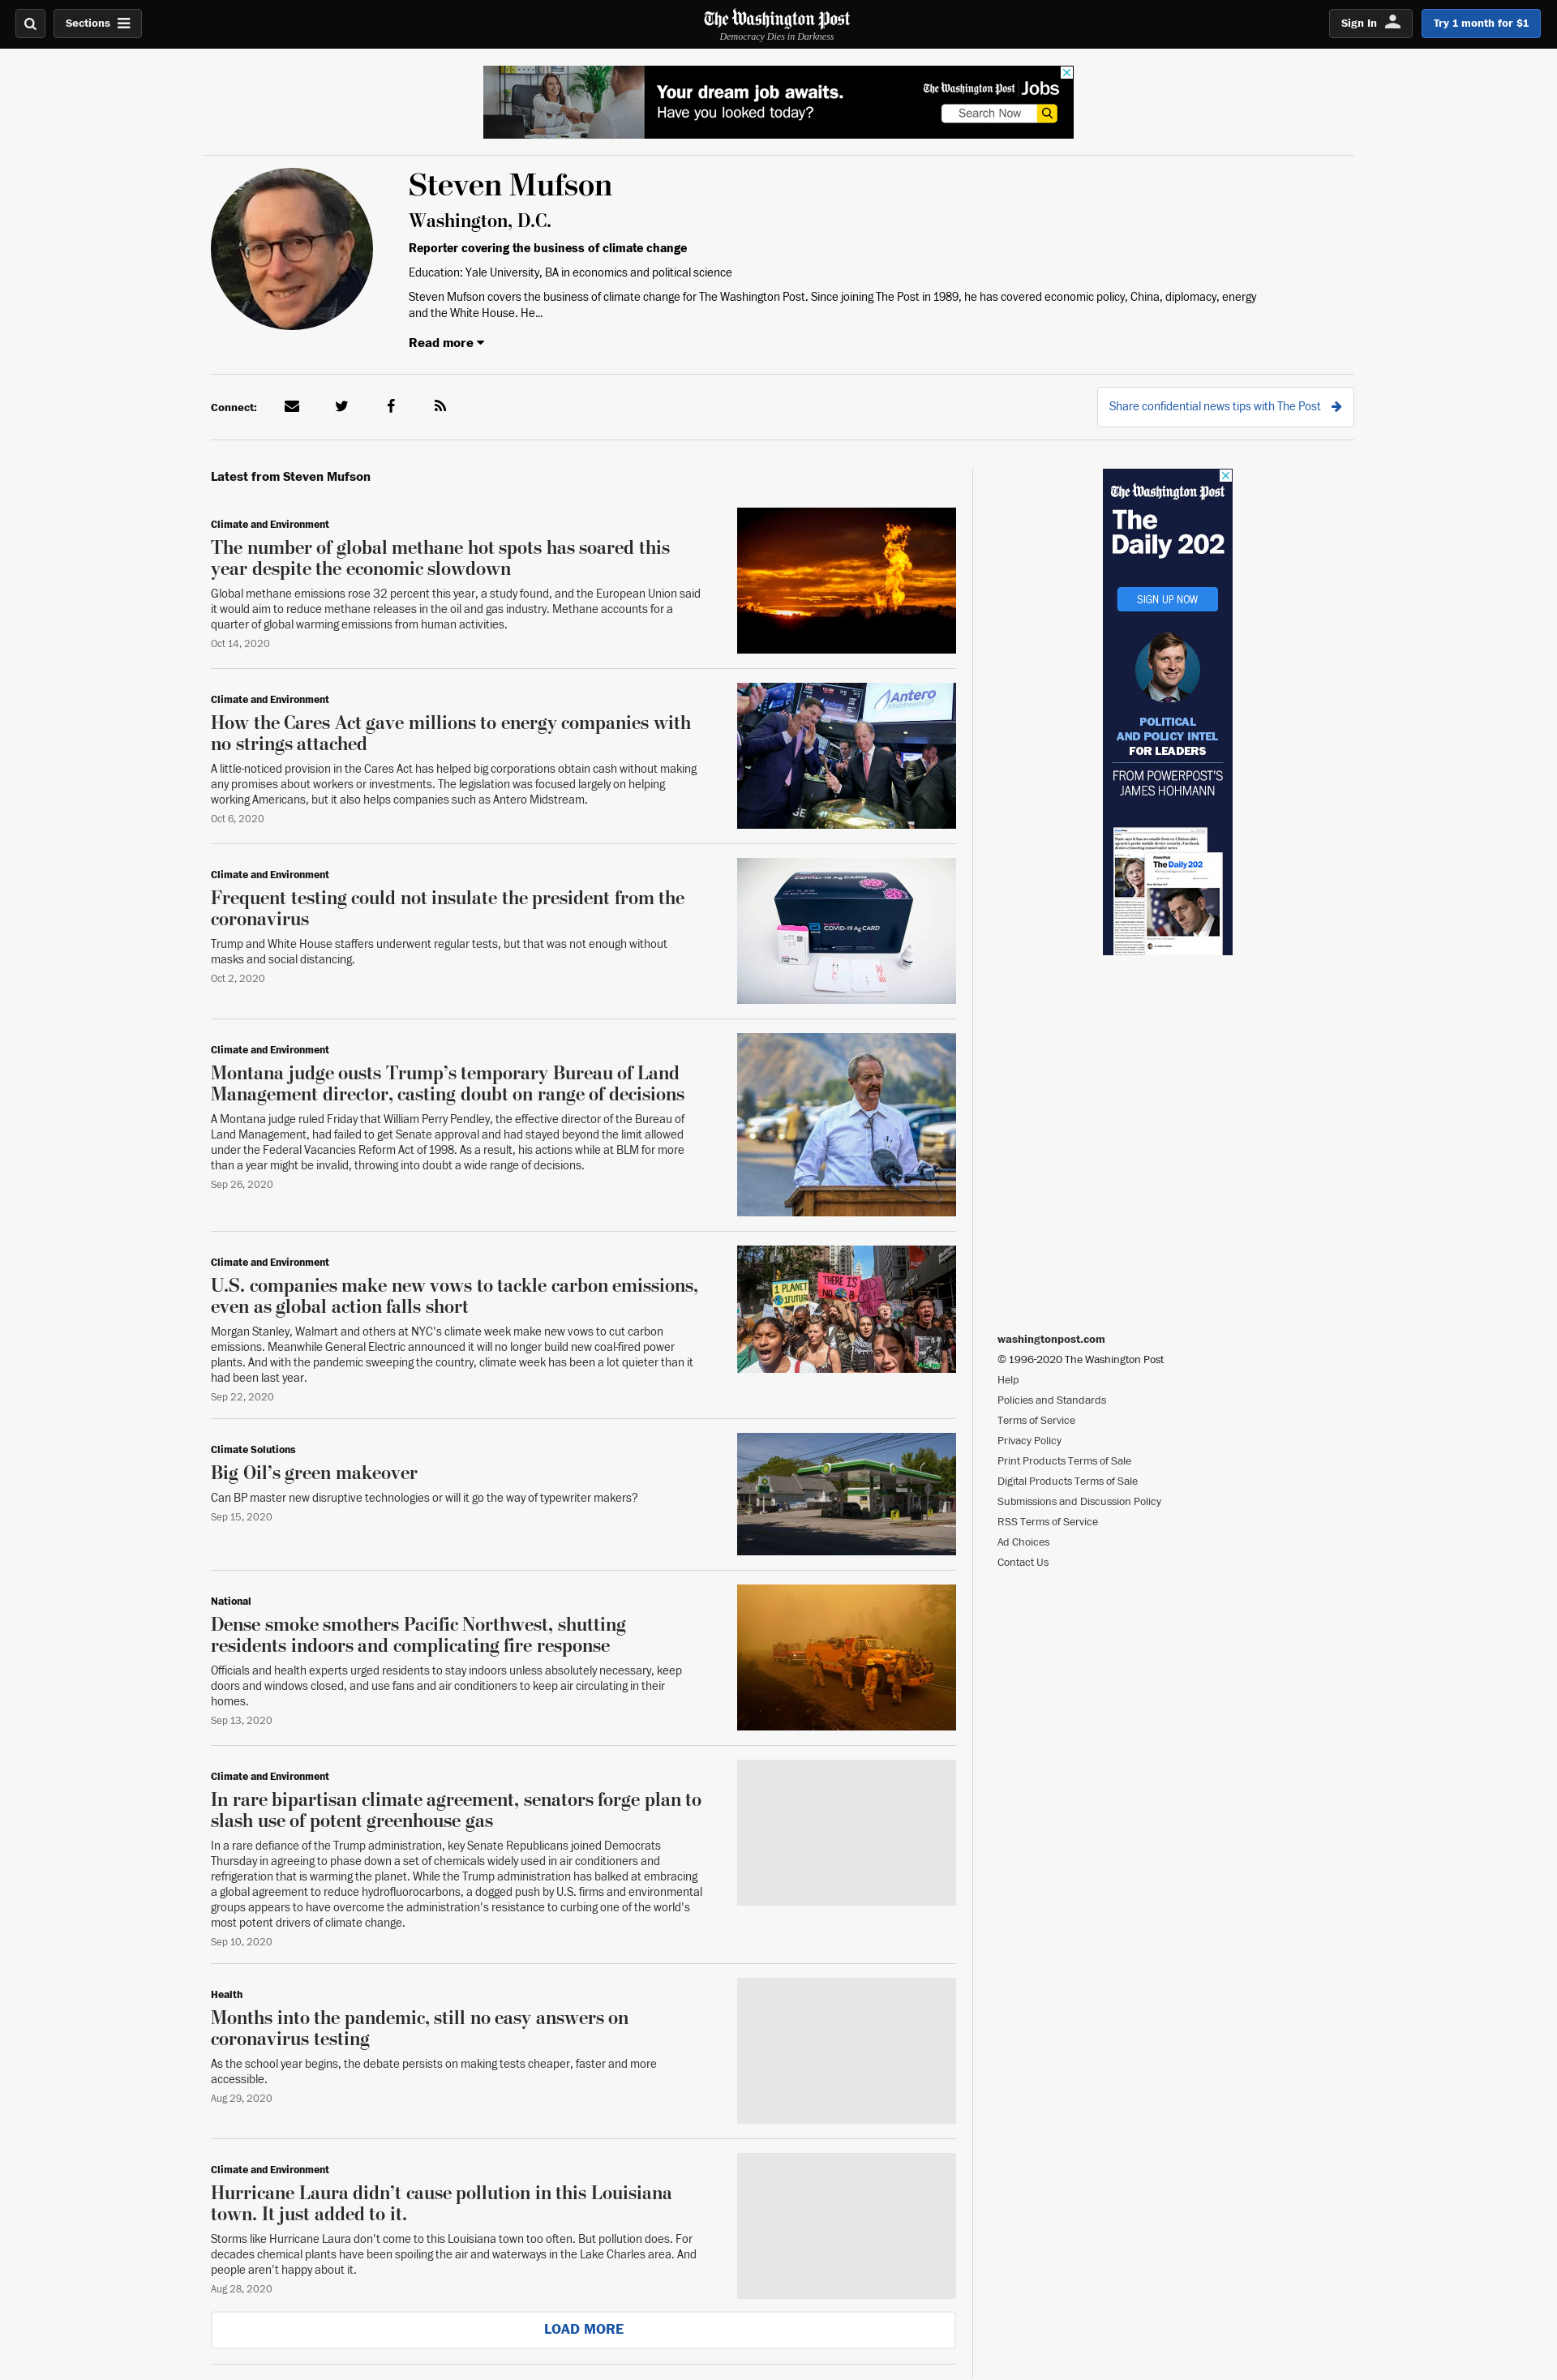 Sections
The Washington Post
Democracy Dies in Darkness
Sign In
Try 1 month for $1
Your dream job awaits.
Have you looked today?
The Washington Post Jobs
Search Now
Steven Mufson
Washington, D.C.
Reporter covering the business of climate change
Education: Yale University, BA in economics and political science
Steven Mufson covers the business of climate change for The Washington Post. Since joining The Post in 1989, he has covered economic policy, China, diplomacy, energy
and the White House. He...
Read more
Connect:
Share confidential news tips with The Post
Latest from Steven Mufson
Climate and Environment
The number of global methane hot spots has soared this
year despite the economic slowdown
Global methane emissions rose 32 percent this year, a study found, and the European Union said
it would aim to reduce methane releases in the oil and gas industry. Methane accounts for a
quarter of global warming emissions from human activities.
Oct 14, 2020
Climate and Environment
How the Cares Act gave millions to energy companies with
no strings attached
A little-noticed provision in the Cares Act has helped big corporations obtain cash without making
any promises about workers or investments. The legislation was focused largely on helping
working Americans, but it also helps companies such as Antero Midstream.
Oct 6, 2020
Antero
Climate and Environment
Frequent testing could not insulate the president from the
coronavirus
Trump and White House staffers underwent regular tests, but that was not enough without
masks and social distancing.
Oct 2, 2020
COVID-19 Ag CARD
Climate and Environment
Montana judge ousts Trump’s temporary Bureau of Land
Management director, casting doubt on range of decisions
A Montana judge ruled Friday that William Perry Pendley, the effective director of the Bureau of
Land Management, had failed to get Senate approval and had stayed beyond the limit allowed
under the Federal Vacancies Reform Act of 1998. As a result, his actions while at BLM for more
than a year might be invalid, throwing into doubt a wide range of decisions.
Sep 26, 2020
Climate and Environment
U.S. companies make new vows to tackle carbon emissions,
even as global action falls short
Morgan Stanley, Walmart and others at NYC's climate week make new vows to cut carbon
emissions. Meanwhile General Electric announced it will no longer build new coal-fired power
plants. And with the pandemic sweeping the country, climate week has been a lot quieter than it
had been last year.
Sep 22, 2020
1 PLANET
1 FUTURE
THERE IS
NO B
Climate Solutions
Big Oil’s green makeover
Can BP master new disruptive technologies or will it go the way of typewriter makers?
Sep 15, 2020
National
Dense smoke smothers Pacific Northwest, shutting
residents indoors and complicating fire response
Officials and health experts urged residents to stay indoors unless absolutely necessary, keep
doors and windows closed, and use fans and air conditioners to keep air circulating in their
homes.
Sep 13, 2020
Climate and Environment
In rare bipartisan climate agreement, senators forge plan to
slash use of potent greenhouse gas
In a rare defiance of the Trump administration, key Senate Republicans joined Democrats
Thursday in agreeing to phase down a set of chemicals widely used in air conditioners and
refrigeration that is warming the planet. While the Trump administration has balked at embracing
a global agreement to reduce hydrofluorocarbons, a dogged push by U.S. firms and environmental
groups appears to have overcome the administration's resistance to curbing one of the world's
most potent drivers of climate change.
Sep 10, 2020
Health
Months into the pandemic, still no easy answers on
coronavirus testing
As the school year begins, the debate persists on making tests cheaper, faster and more
accessible.
Aug 29, 2020
Climate and Environment
Hurricane Laura didn’t cause pollution in this Louisiana
town. It just added to it.
Storms like Hurricane Laura don't come to this Louisiana town too often. But pollution does. For
decades chemical plants have been spoiling the air and waterways in the Lake Charles area. And
people aren't happy about it.
Aug 28, 2020
LOAD MORE
The Washington Post
The
Daily 202
SIGN UP NOW
POLITICAL
AND POLICY INTEL
FOR LEADERS
FROM POWERPOST'S
JAMES HOHMANN
The Daily 202
washingtonpost.com
© 1996-2020 The Washington Post
Help
Policies and Standards
Terms of Service
Privacy Policy
Print Products Terms of Sale
Digital Products Terms of Sale
Submissions and Discussion Policy
RSS Terms of Service
Ad Choices
Contact Us